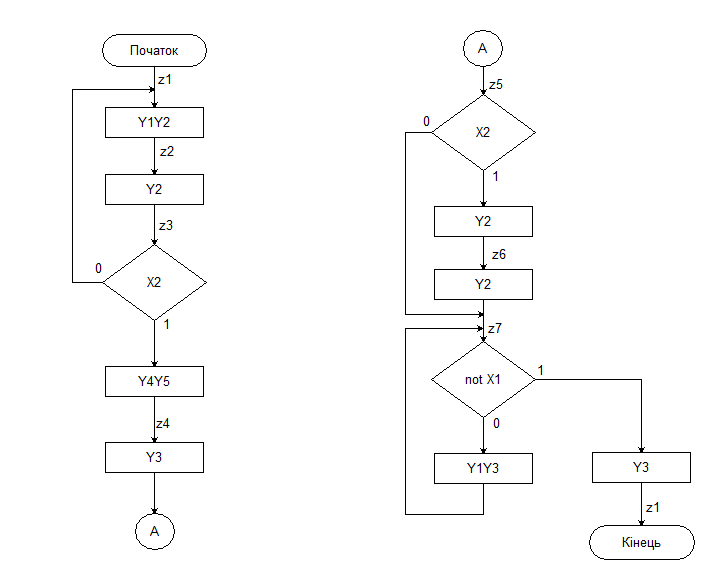 Початок
z1
Y1Y2
z2
Y2
z3
0
X2
1
Y4Y5
z4
Y3
A
A
z5
0
X2
1
Y2
z6
Y2
z7
not X1
1
0
Y1Y3
Y3
z1
Кінець